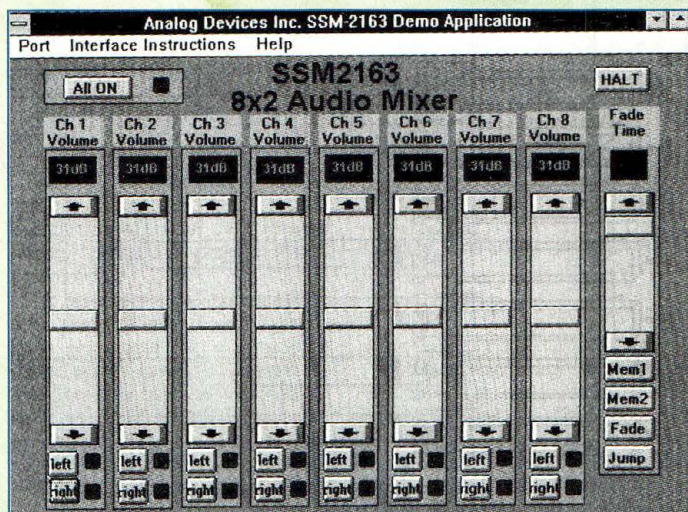 Analog Devices Inc. SSM-2163 Demo Application
Port Interface Instructions Help
All ON
SSM2163
8x2 Audio Mixer
HALT
Ch 1 Volume
Ch 2 Volume
Ch 3 Volume
Ch 4 Volume
Ch 5 Volume
Ch 6 Volume
Ch 7 Volume
Ch 8 Volume
Fade Time
31dB 31dB 31dB 31dB 31dB 31dB 31dB 31dB
Mem1
Mem2
Fade
Jump
left left left left left left left left
right right right right right right right right